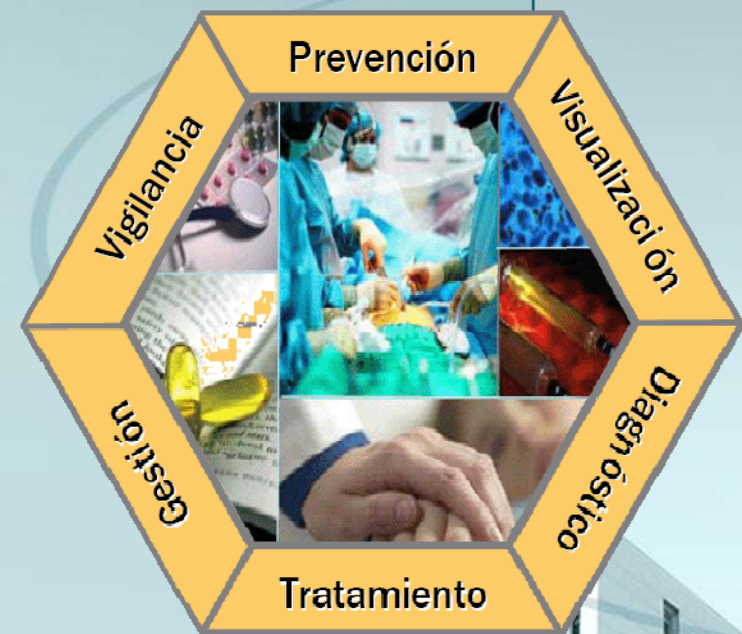 Prevención
Visualizaci ón
Diagn óstico
Tratamiento
Gestión
Vigilancia